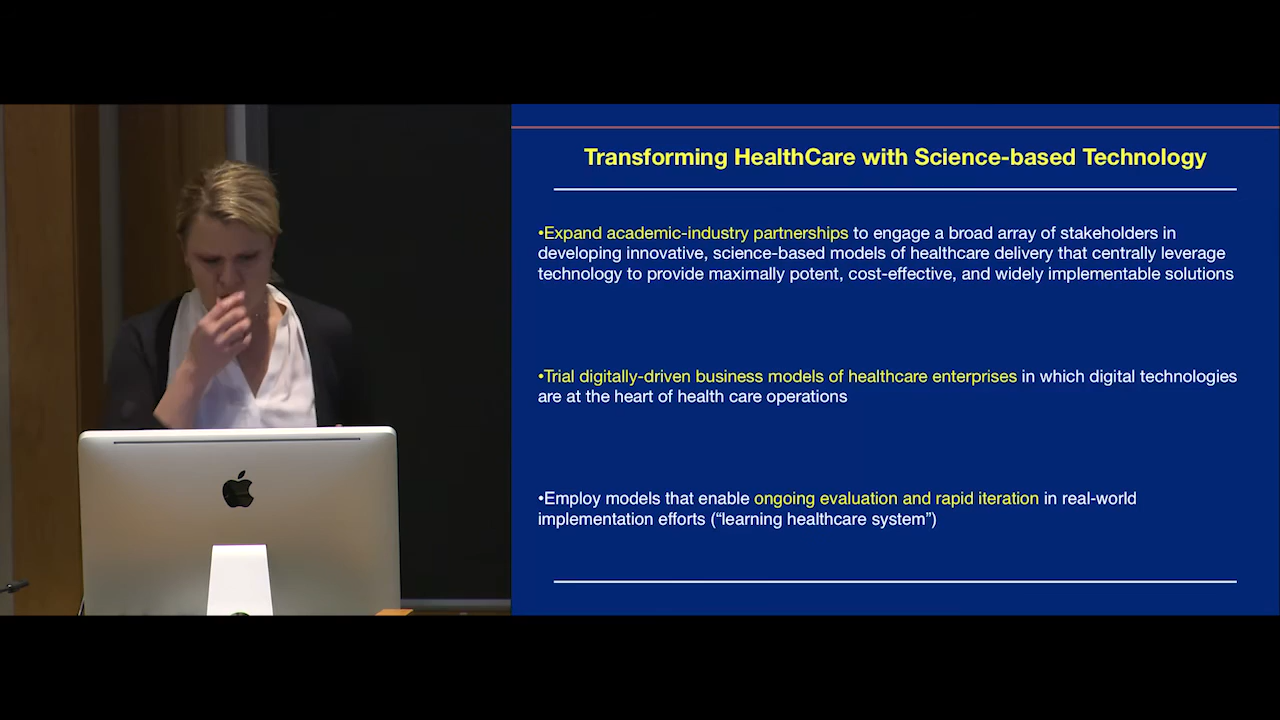 Transforming HealthCare with Science-based Technology
•Expand academic-industry partnerships to engage a broad array of stakeholders in
developing innovative, science-based models of healthcare delivery that centrally leverage
technology to provide maximally potent, cost-effective, and widely implementable solutions
•Trial digitally-driven business models of healthcare enterprises in which digital technologies
are at the heart of health care operations
•Employ models that enable ongoing evaluation and rapid iteration in real-world
implementation efforts (“learning healthcare system”)